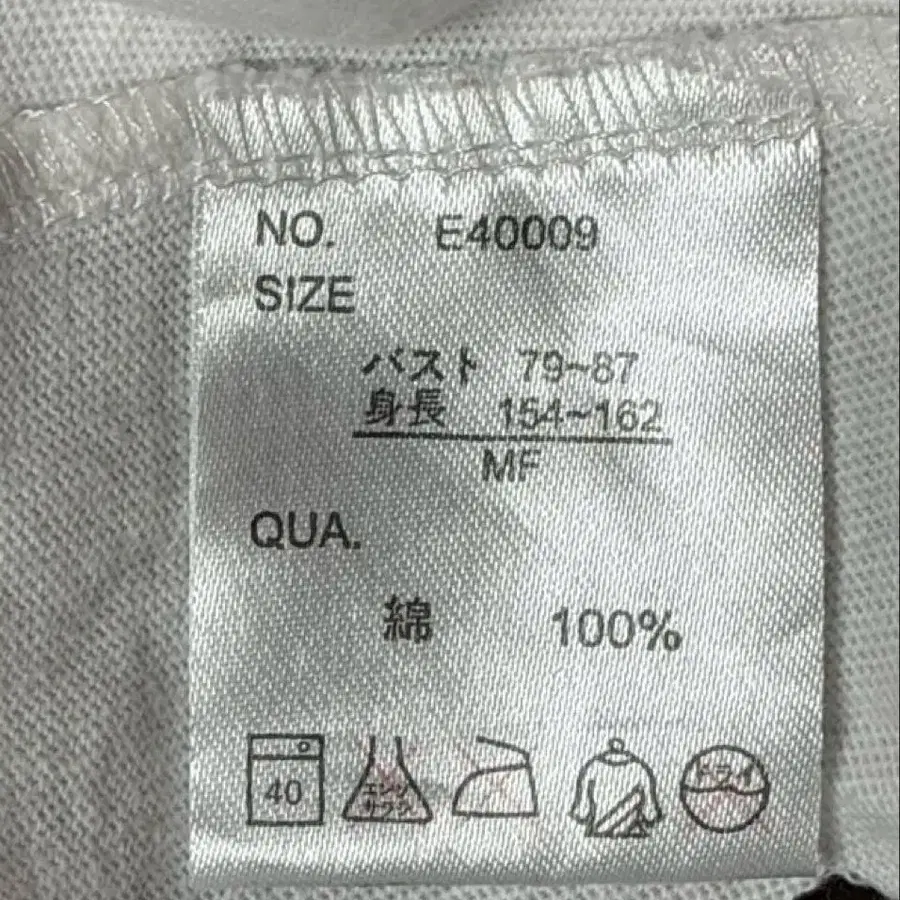 NO. E40009
SIZE
バスト 79~87
身長 154~162
MF
QUA.
綿 100%
40 エンソ サラシ ドライ